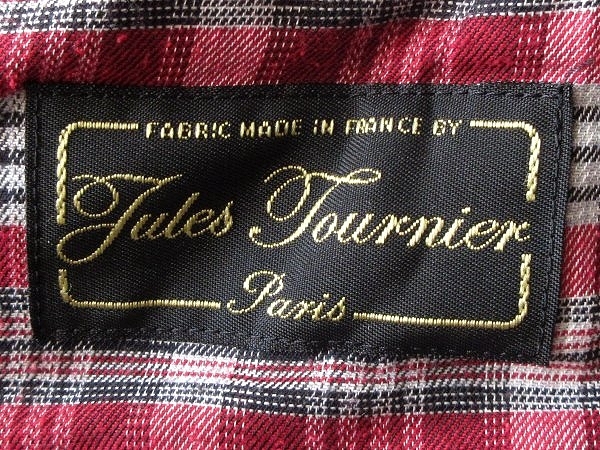 FABRIC MADE IN FRANCE BY
Jules Tournier
Paris